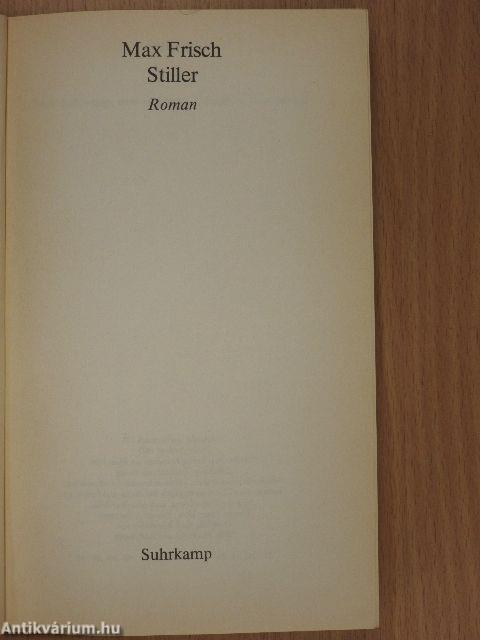 Max Frisch
Stiller
Roman
Suhrkamp
Antikvárium.hu